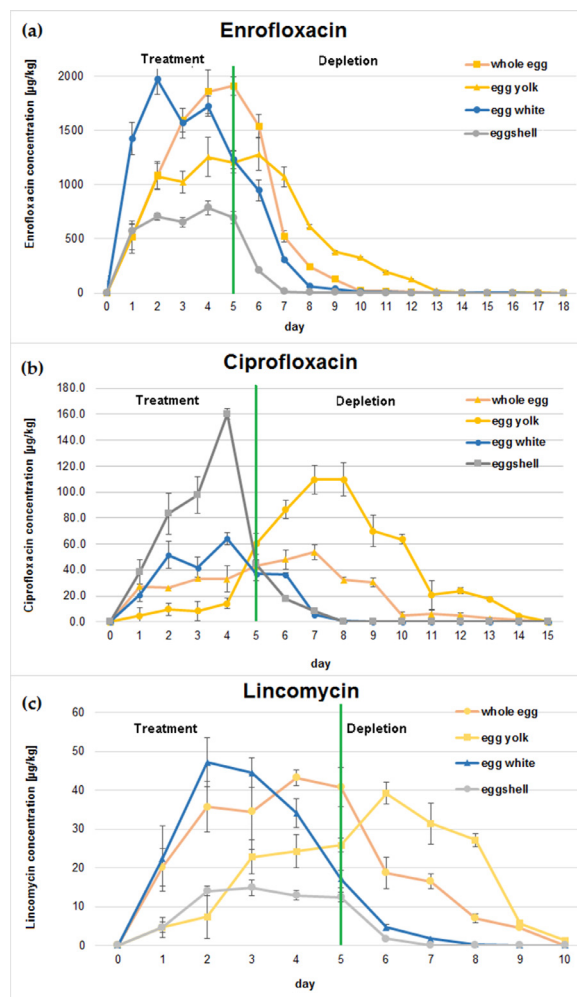 (a)
Enrofloxacin
Treatment
Depletion
whole egg
egg yolk
egg white
eggshell
Enrofloxacin concentration [µg/kg]
2000
1500
1000
500
0
0 1 2 3 4 5 6 7 8 9 10 11 12 13 14 15 16 17 18
day
(b)
Ciprofloxacin
Treatment
Depletion
whole egg
egg yolk
egg white
eggshell
Ciprofloxacin concentration [µg/kg]
180.0
160.0
140.0
120.0
100.0
80.0
60.0
40.0
20.0
0.0
0 1 2 3 4 5 6 7 8 9 10 11 12 13 14 15
day
(c)
Lincomycin
Treatment
Depletion
whole egg
egg yolk
egg white
eggshell
Lincomycin concentration [µg/kg]
60
50
40
30
20
10
0
0 1 2 3 4 5 6 7 8 9 10
day